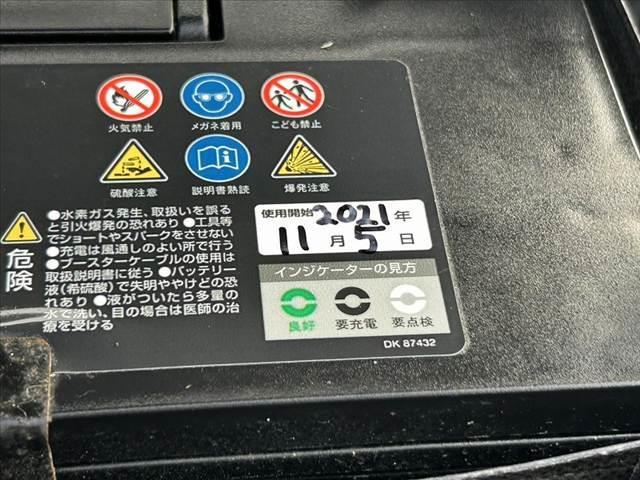 火気禁止 メガネ着用 こども禁止
硫酸注意 説明書熟読 爆発注意
危険
●水素ガス発生、取扱いを誤る
と引火爆発の恐れあり ●工具等
でショートやスパークをさせない
●充電は風通しのよい所で行う
●ブースターケーブルの使用は
取扱説明書に従う ●バッテリー
液(希硫酸)で失明ややけどの恐
れあり ●液がついたら多量の
水で洗い、目の場合は医師の治
療を受ける
使用開始 2021年
11月5日
インジケーターの見方
良好 要充電 要点検
DK 87432